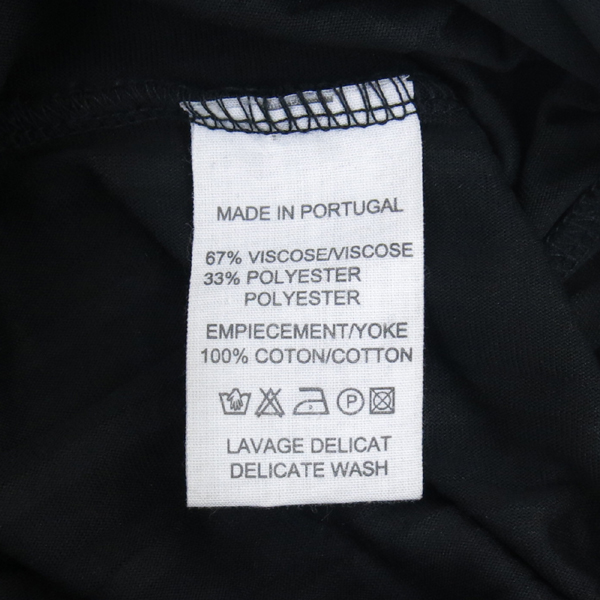 MADE IN PORTUGAL
67% VISCOSE/VISCOSE
33% POLYESTER
POLYESTER
EMPIECEMENT/YOKE
100% COTON/COTTON
P
LAVAGE DELICAT
DELICATE WASH